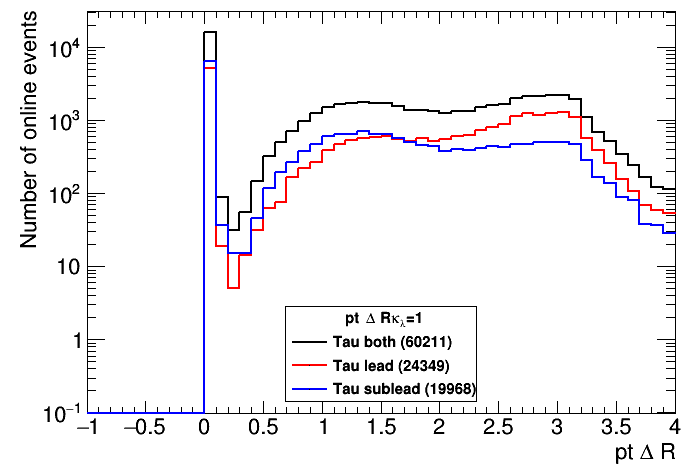 Number of online events
10⁴
10³
10²
10
1
10⁻¹
pt Δ Rκλ=1
Tau both (60211)
Tau lead (24349)
Tau sublead (19968)
−1 −0.5 0 0.5 1 1.5 2 2.5 3 3.5 4
pt Δ R